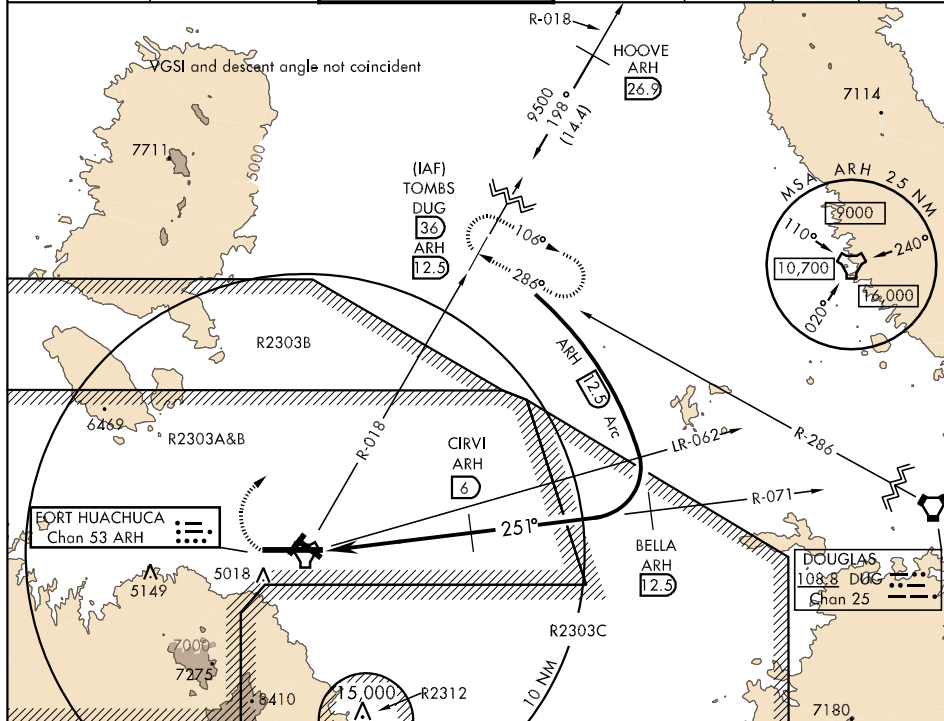 R-018
HOOVE
ARH
26.9
VGSI and descent angle not coincident
9500
198°
(14.4)
7114
7711
5000
(IAF)
TOMBS
DUG
36
ARH
12.5
106°
286°
MSA ARH 25 NM
9000
110°
240°
10,700
16,000
020°
R2303B
ARH 12.5 Arc
6469
R2303A&B
R-018
CIRVI
ARH
6
LR-062
R-286
R-071
251°
FORT HUACHUCA
Chan 53 ARH
BELLA
ARH
12.5
DOUGLAS
108.8 DUG
Chan 25
5149
5018
R2303C
7000
7275
8410
15,000
R2312
10 NM
7180